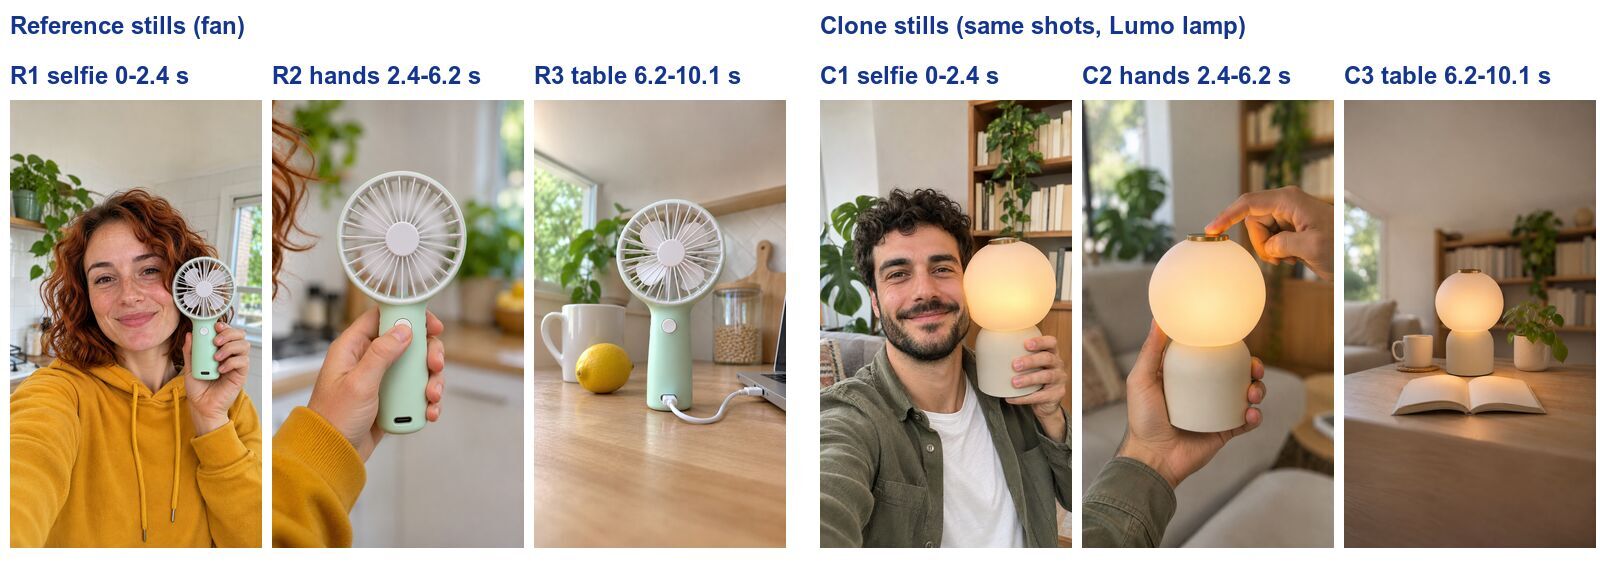 Reference stills (fan)
Clone stills (same shots, Lumo lamp)
R1 selfie 0-2.4 s
R2 hands 2.4-6.2 s
R3 table 6.2-10.1 s
C1 selfie 0-2.4 s
C2 hands 2.4-6.2 s
C3 table 6.2-10.1 s